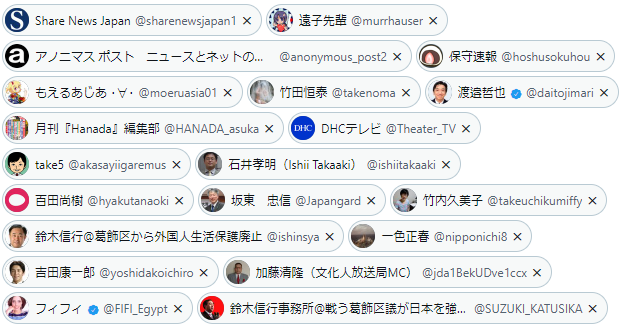 S Share News Japan @sharenewsjapan1 × 遠子先輩 @murrhauser ×
a アノニマス ポスト　ニュースとネットの... @anonymous_post2 × 保守速報 @hoshusokuhou ×
もえるあじあ ・∀・ @moeruasia01 × 竹田恒泰 @takenoma × 渡邉哲也 @daitojimari ×
月刊『Hanada』編集部 @HANADA_asuka × DHC DHCテレビ @Theater_TV ×
take5 @akasayiigaremus × 石井孝明（Ishii Takaaki） @ishiitakaaki ×
百田尚樹 @hyakutanaoki × 坂東　忠信 @Japangard × 竹内久美子 @takeuchikumiffy ×
鈴木信行@葛飾区から外国人生活保護廃止 @ishinsya × 一色正春 @nipponichi8 ×
吉田康一郎 @yoshidakoichiro × 加藤清隆（文化人放送局MC） @jda1BekUDve1ccx ×
フィフィ @FIFI_Egypt × 鈴木信行事務所@戦う葛飾区議が日本を強... @SUZUKI_KATUSIKA ×